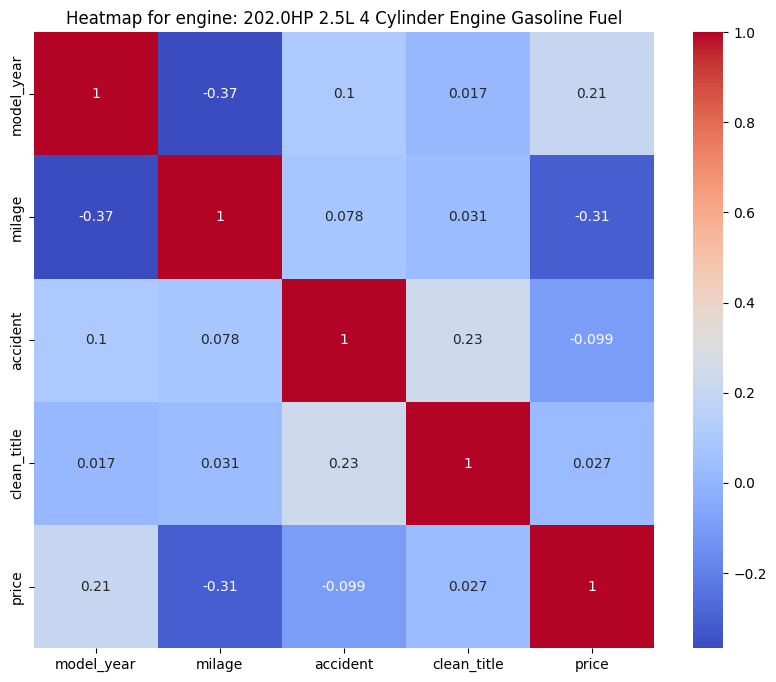 Heatmap for engine: 202.0HP 2.5L 4 Cylinder Engine Gasoline Fuel
model_year 1 -0.37 0.1 0.017 0.21
milage -0.37 1 0.078 0.031 -0.31
accident 0.1 0.078 1 0.23 -0.099
clean_title 0.017 0.031 0.23 1 0.027
price 0.21 -0.31 -0.099 0.027 1
model_year milage accident clean_title price
1.0
0.8
0.6
0.4
0.2
0.0
−0.2